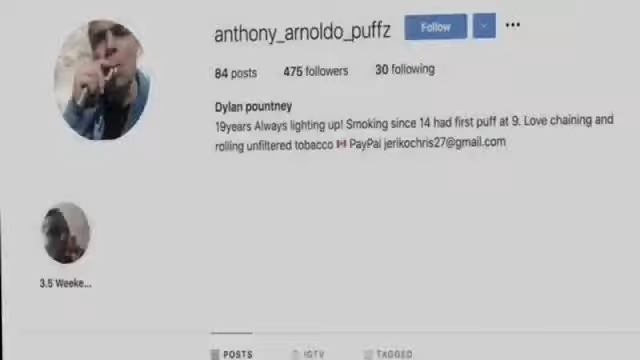 anthony_arnoldo_puffz Follow
84 posts 475 followers 30 following
Dylan pountney
19years Always lighting up! Smoking since 14 had first puff at 9. Love chaining and
rolling unfiltered tobacco PayPal jerikochris27@gmail.com
3.5 Weeke...
POSTS IGTV TAGGED